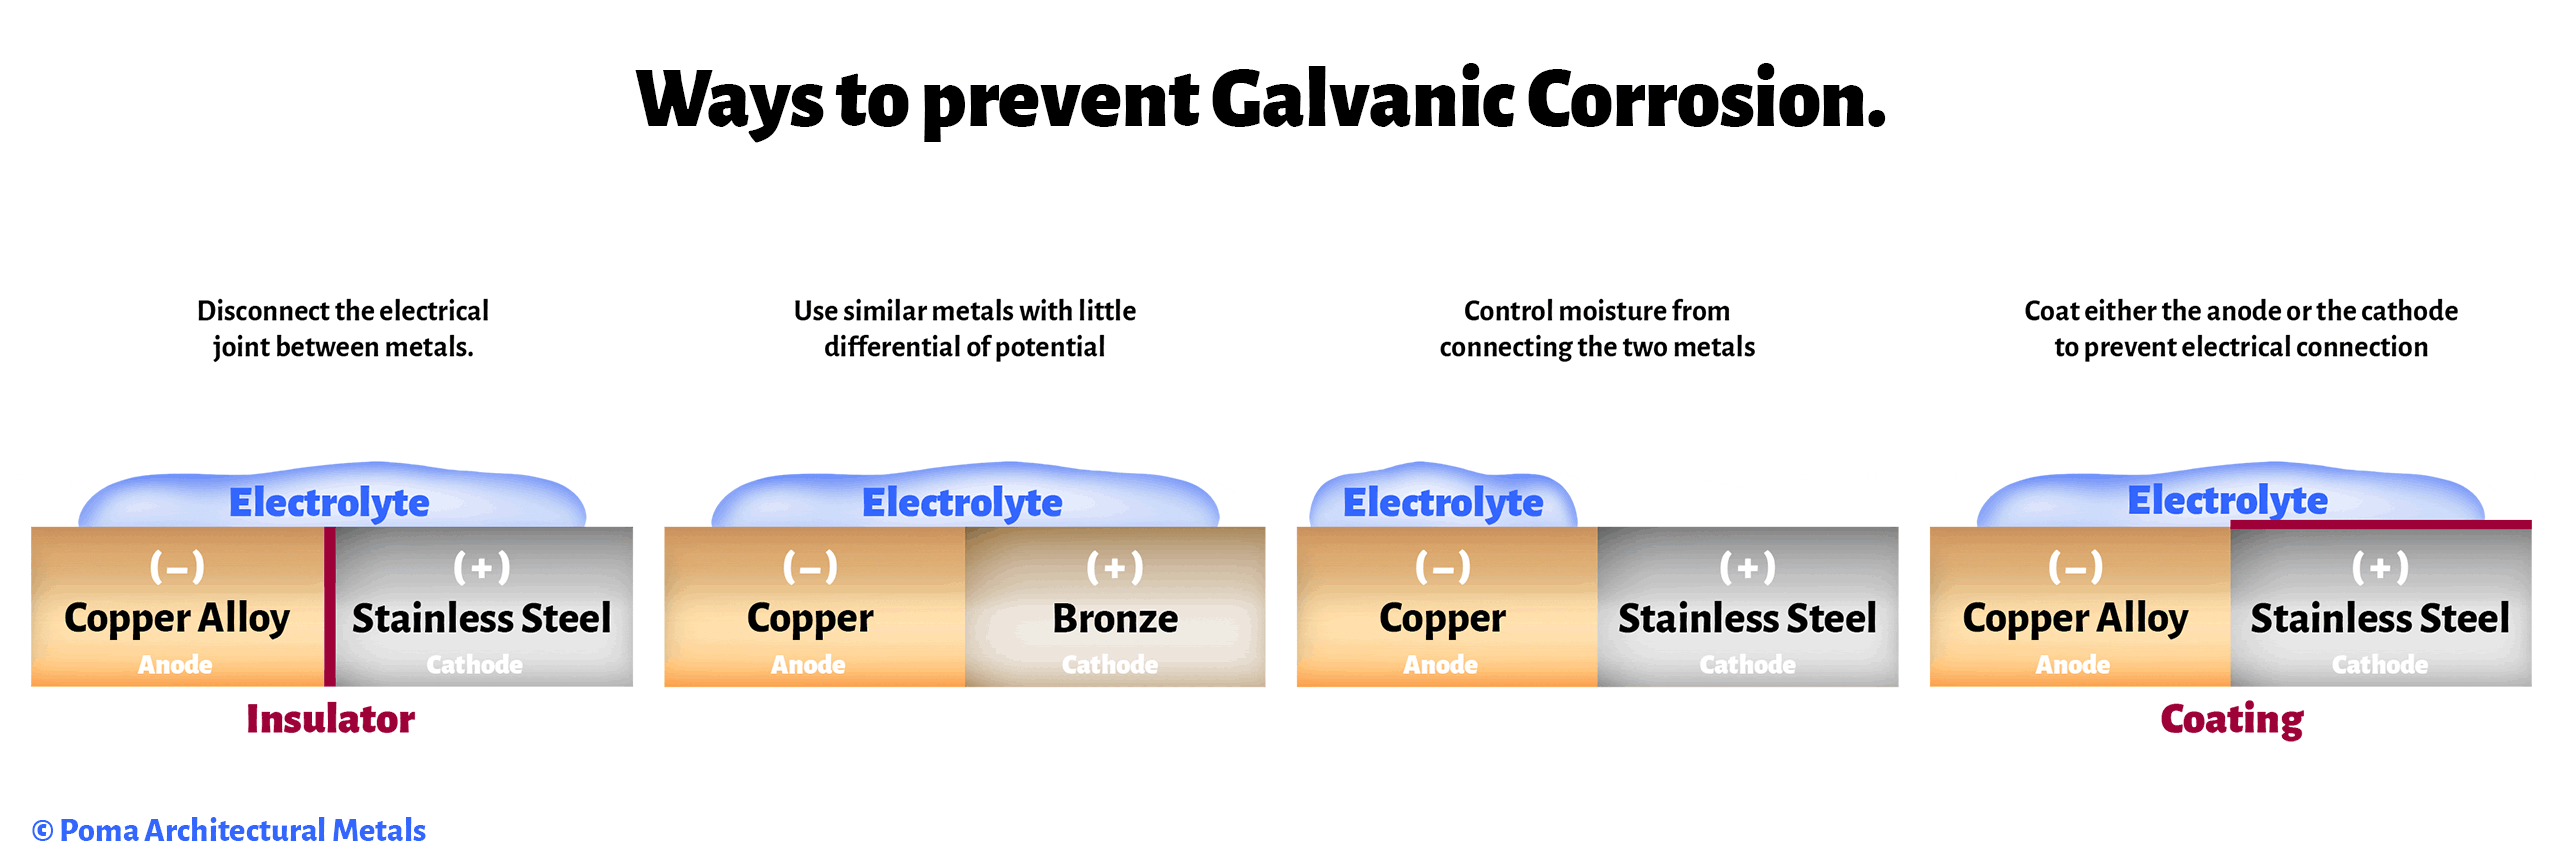 Ways to prevent Galvanic Corrosion.
Disconnect the electrical
joint between metals.
Electrolyte
(–)
(+)
Copper Alloy
Stainless Steel
Anode
Cathode
Insulator
Use similar metals with little
differential of potential
Electrolyte
(–)
(+)
Copper
Bronze
Anode
Cathode
Control moisture from
connecting the two metals
Electrolyte
(–)
(+)
Copper
Stainless Steel
Anode
Cathode
Coat either the anode or the cathode
to prevent electrical connection
Electrolyte
(–)
(+)
Copper Alloy
Stainless Steel
Anode
Cathode
Coating
© Poma Architectural Metals